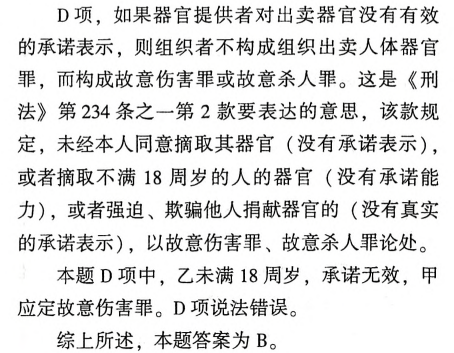 D 项，如果器官提供者对出卖器官没有有效
的承诺表示，则组织者不构成组织出卖人体器官
罪，而构成故意伤害罪或故意杀人罪。这是《刑
法》第 234 条之一第 2 款要表达的意思，该款规
定，未经本人同意摘取其器官（没有承诺表示），
或者摘取不满 18 周岁的人的器官（没有承诺能
力），或者强迫、欺骗他人捐献器官的（没有真实
的承诺表示），以故意伤害罪、故意杀人罪论处。
本题 D 项中，乙未满 18 周岁，承诺无效，甲
应定故意伤害罪。D 项说法错误。
综上所述，本题答案为 B。